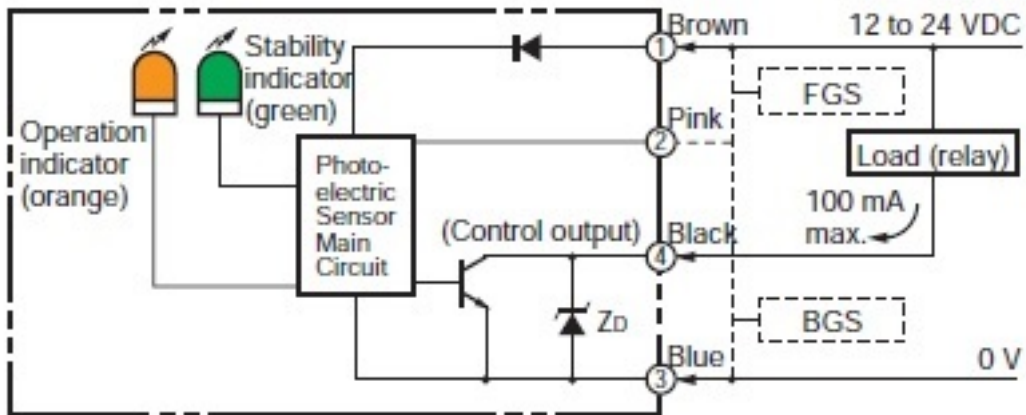 Brown
12 to 24 VDC
1
Stability
indicator
(green)
FGS
Operation
indicator
(orange)
Pink
2
Photo-
electric
Sensor
Main
Circuit
Load (relay)
100 mA
max.
(Control output)
Black
4
ZD
BGS
Blue
3
0 V